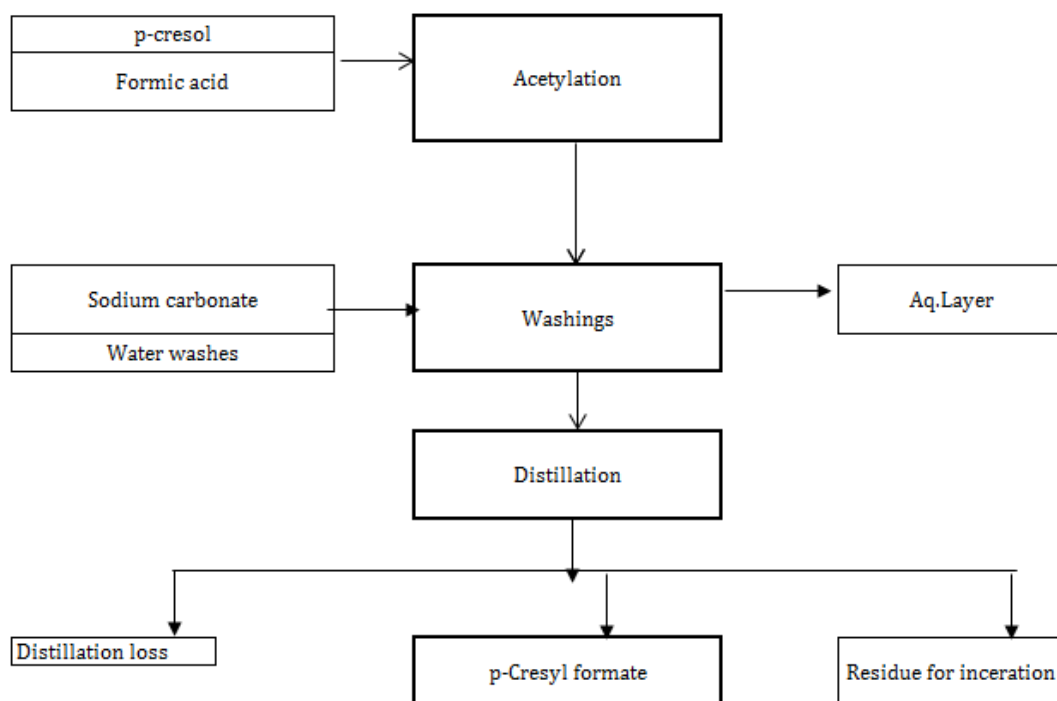 p-cresol
Formic acid
Acetylation
Sodium carbonate
Water washes
Washings
Aq.Layer
Distillation
Distillation loss
p-Cresyl formate
Residue for inceration